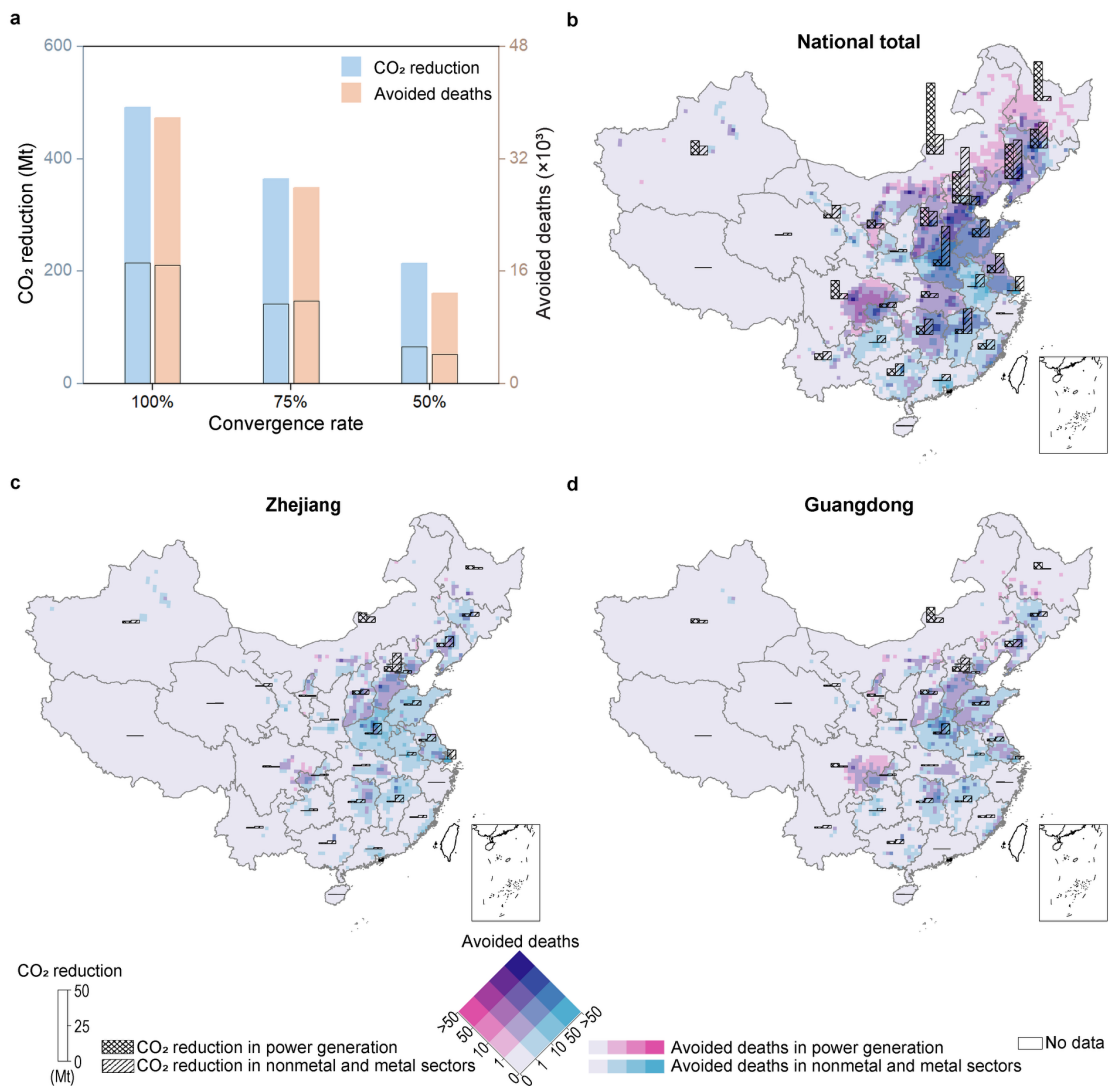 a
600
400
200
0
CO₂ reduction (Mt)
CO₂ reduction
Avoided deaths
48
32
16
0
Avoided deaths (×10³)
100%
75%
50%
Convergence rate
b
National total
c
Zhejiang
d
Guangdong
CO₂ reduction
50
25
0
(Mt)
CO₂ reduction in power generation
CO₂ reduction in nonmetal and metal sectors
Avoided deaths
>50
50
10
1
0
0
1
10
50
>50
Avoided deaths in power generation
Avoided deaths in nonmetal and metal sectors
No data